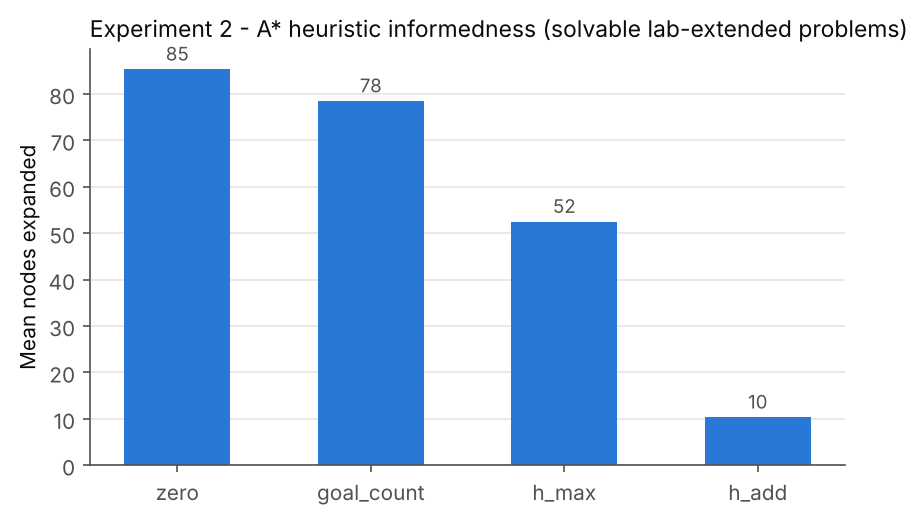 Experiment 2 - A* heuristic informedness (solvable lab-extended problems)
Mean nodes expanded
80
70
60
50
40
30
20
10
0
85
78
52
10
zero
goal_count
h_max
h_add